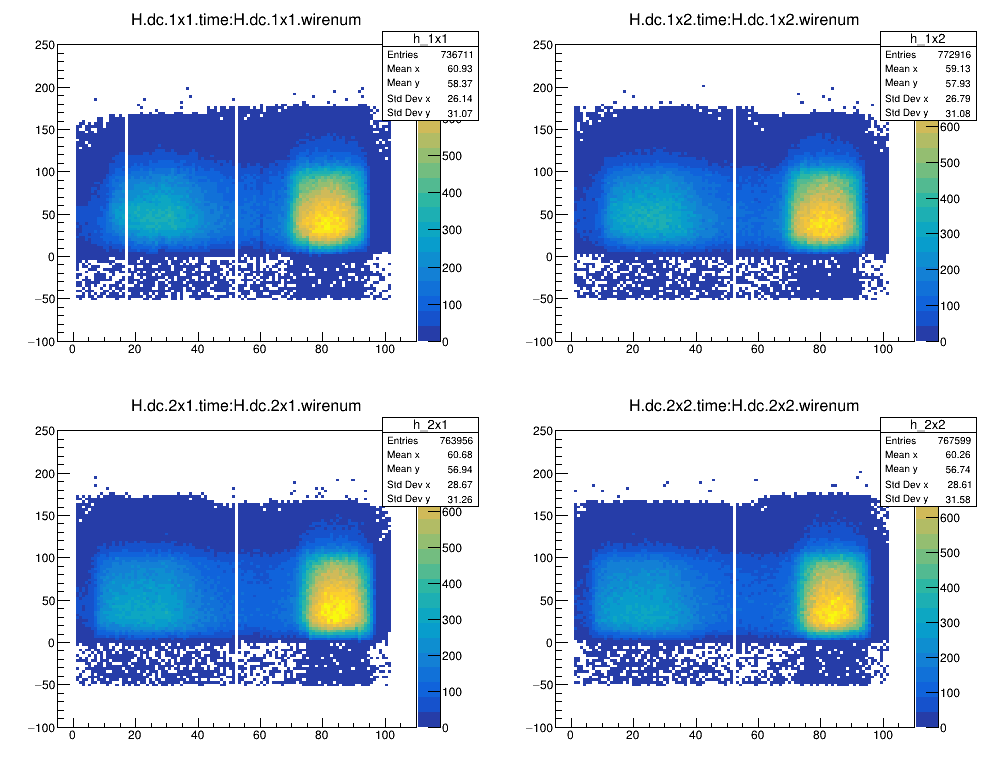 H.dc.1x1.time:H.dc.1x1.wirenum
h_1x1
Entries 736711
Mean x 60.93
Mean y 58.37
Std Dev x 26.14
Std Dev y 31.07
250
200
150
100
50
0
−50
−100
0 20 40 60 80 100
500
400
300
200
100
0
H.dc.1x2.time:H.dc.1x2.wirenum
h_1x2
Entries 772916
Mean x 59.13
Mean y 57.93
Std Dev x 26.79
Std Dev y 31.08
250
200
150
100
50
0
−50
−100
0 20 40 60 80 100
600
500
400
300
200
100
0
H.dc.2x1.time:H.dc.2x1.wirenum
h_2x1
Entries 763956
Mean x 60.68
Mean y 56.94
Std Dev x 28.67
Std Dev y 31.26
250
200
150
100
50
0
−50
−100
0 20 40 60 80 100
600
500
400
300
200
100
0
H.dc.2x2.time:H.dc.2x2.wirenum
h_2x2
Entries 767599
Mean x 60.26
Mean y 56.74
Std Dev x 28.61
Std Dev y 31.58
250
200
150
100
50
0
−50
−100
0 20 40 60 80 100
600
500
400
300
200
100
0